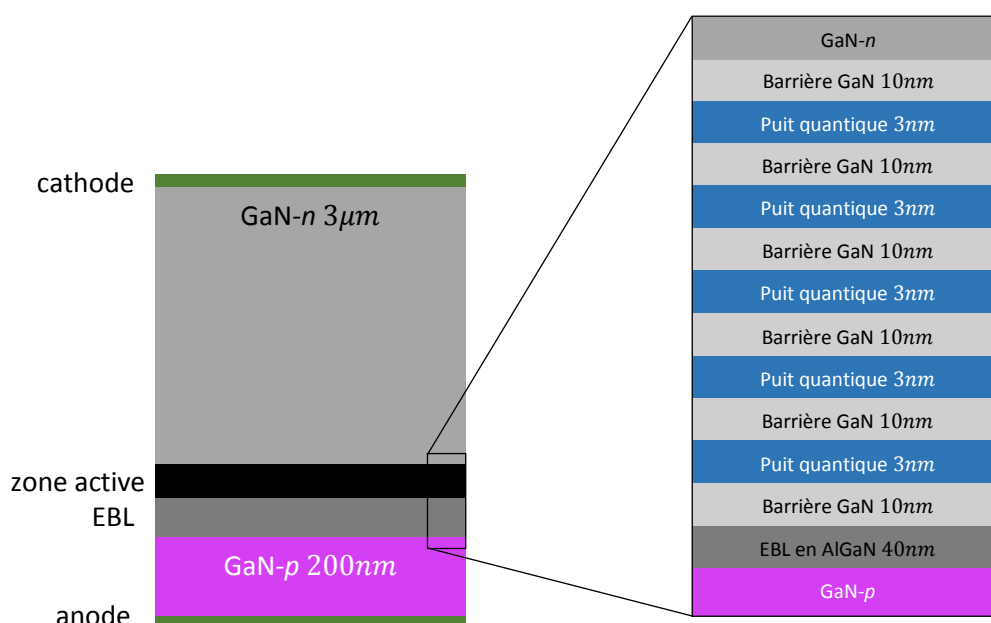 cathode
GaN-n 3μm
zone active
EBL
GaN-p 200nm
anode
GaN-n
Barrière GaN 10nm
Puit quantique 3nm
Barrière GaN 10nm
Puit quantique 3nm
Barrière GaN 10nm
Puit quantique 3nm
Barrière GaN 10nm
Puit quantique 3nm
Barrière GaN 10nm
Puit quantique 3nm
Barrière GaN 10nm
EBL en AlGaN 40nm
GaN-p